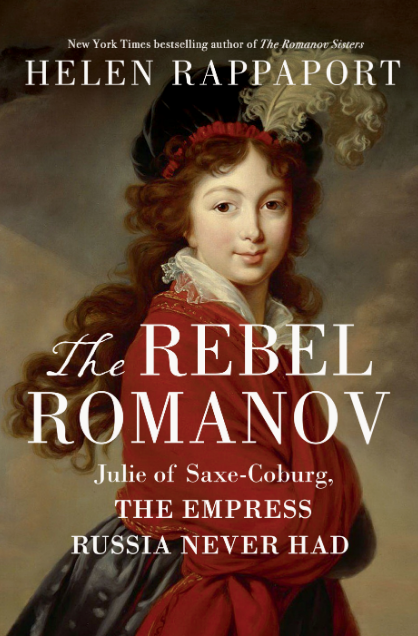 New York Times bestselling author of The Romanov Sisters
HELEN RAPPAPORT
The REBEL
ROMANOV
Julie of Saxe-Coburg,
THE EMPRESS
RUSSIA NEVER HAD